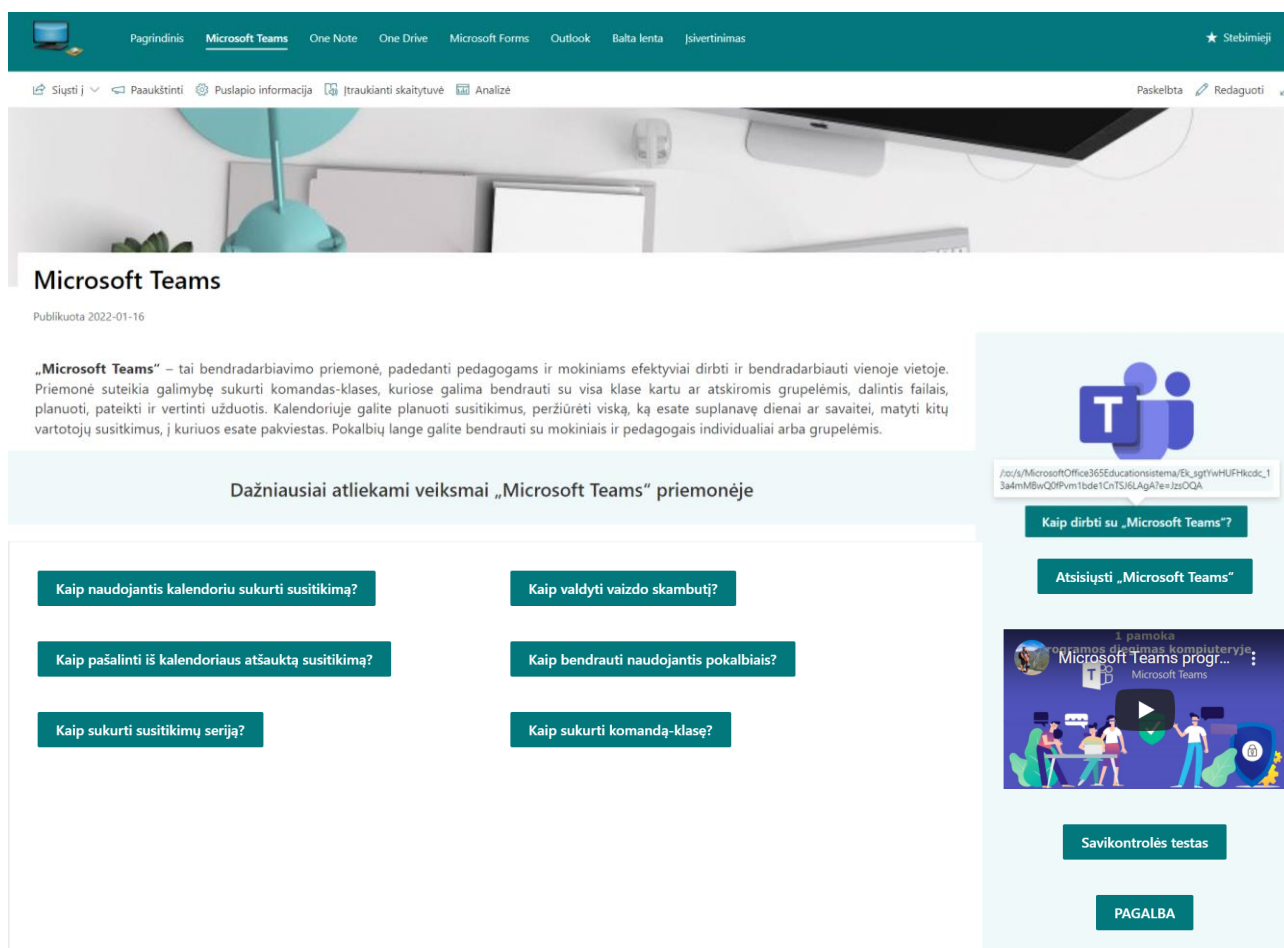 Pagrindinis Microsoft Teams One Note One Drive Microsoft Forms Outlook Balta lenta Įsivertinimas ★ Stebimieji
Siųsti į Paaukštinti Puslapio informacija Įtraukianti skaitytuvė Analizė Paskelbta Redaguoti
Microsoft Teams
Publikuota 2022-01-16
„Microsoft Teams“ – tai bendradarbiavimo priemonė, padedanti pedagogams ir mokiniams efektyviai dirbti ir bendradarbiauti vienoje vietoje.
Priemonė suteikia galimybę sukurti komandas-klases, kuriose galima bendrauti su visa klase kartu ar atskiromis grupelėmis, dalintis failais,
planuoti, pateikti ir vertinti užduotis. Kalendoriuje galite planuoti susitikimus, peržiūrėti viską, ką esate suplanavę dienai ar savaitei, matyti kitų
vartotojų susitkimus, į kuriuos esate pakviestas. Pokalbių lange galite bendrauti su mokiniais ir pedagogais individualiai arba grupelėmis.
Dažniausiai atliekami veiksmai „Microsoft Teams“ priemonėje
Kaip naudojantis kalendoriu sukurti susitikimą?
Kaip valdyti vaizdo skambutį?
Kaip pašalinti iš kalendoriaus atšauktą susitikimą?
Kaip bendrauti naudojantis pokalbiais?
Kaip sukurti susitikimų seriją?
Kaip sukurti komandą-klasę?
T
Kaip dirbti su „Microsoft Teams“?
Atsisiųsti „Microsoft Teams“
1 pamoka
diegimas kompiuteryje
Microsoft Teams progr...
Microsoft Teams
Savikontrolės testas
PAGALBA